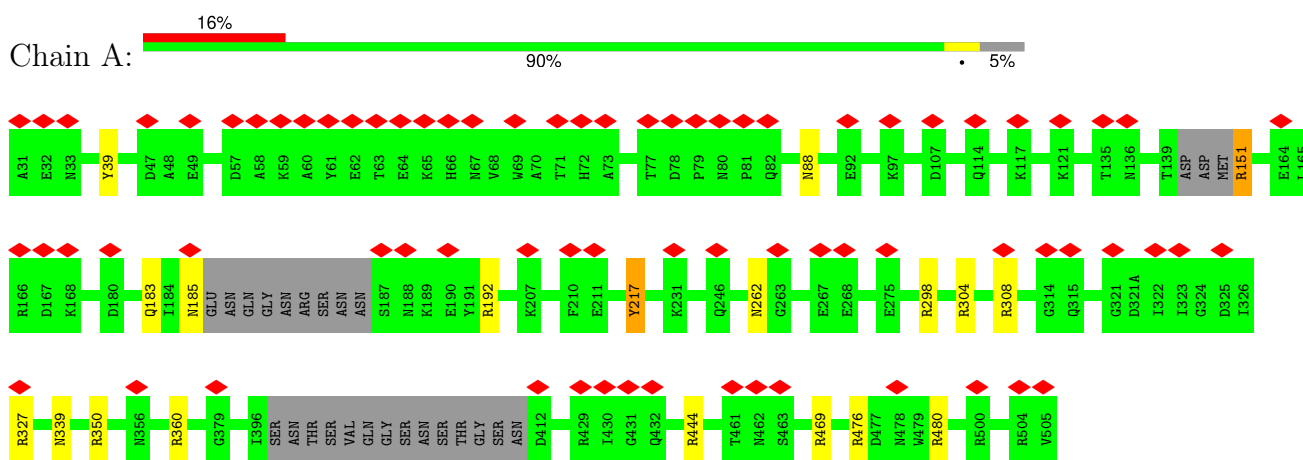 16%
Chain A:
90% • 5%
A31 E32 N33 Y39 D47 A48 E49 D57 A58 K59 A60 Y61 E62 T63 E64 K65 H66 N67 V68 W69 A70 T71 H72 A73 T77 D78 P79 N80 P81 Q82 N88 E92 K97 D107 Q114 K117 K121 T135 N136 T139 ASP ASP MET R151 E164 I165
R166 D167 K168 D180 Q183 I184 N185 GLU ASN GLN GLY ASN ARG SER ASN ASN S187 N188 K189 E190 Y191 R192 K207 F210 E211 Y217 K231 Q246 N262 G263 E267 E268 E275 R298 R304 R308 G314 Q315 G321 D321A I322 I323 G324 D325 I326
R327 N339 R350 N356 R360 G379 I396 SER ASN THR SER VAL GLN GLY SER ASN SER THR GLY SER ASN D412 R429 I430 G431 Q432 R444 T461 N462 S463 R469 R476 D477 N478 W479 R480 R500 R504 V505